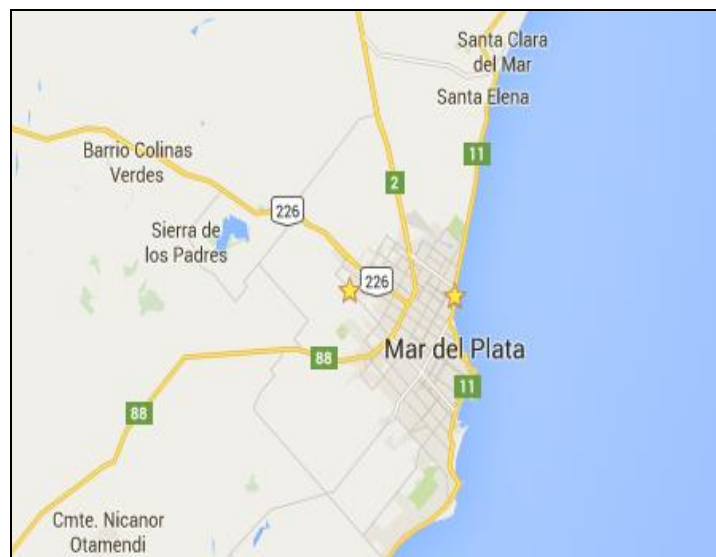 Santa Clara
del Mar
Santa Elena
Barrio Colinas
Verdes
11
2
226
Sierra de
los Padres
226
Mar del Plata
88
11
88
Cmte. Nicanor
Otamendi